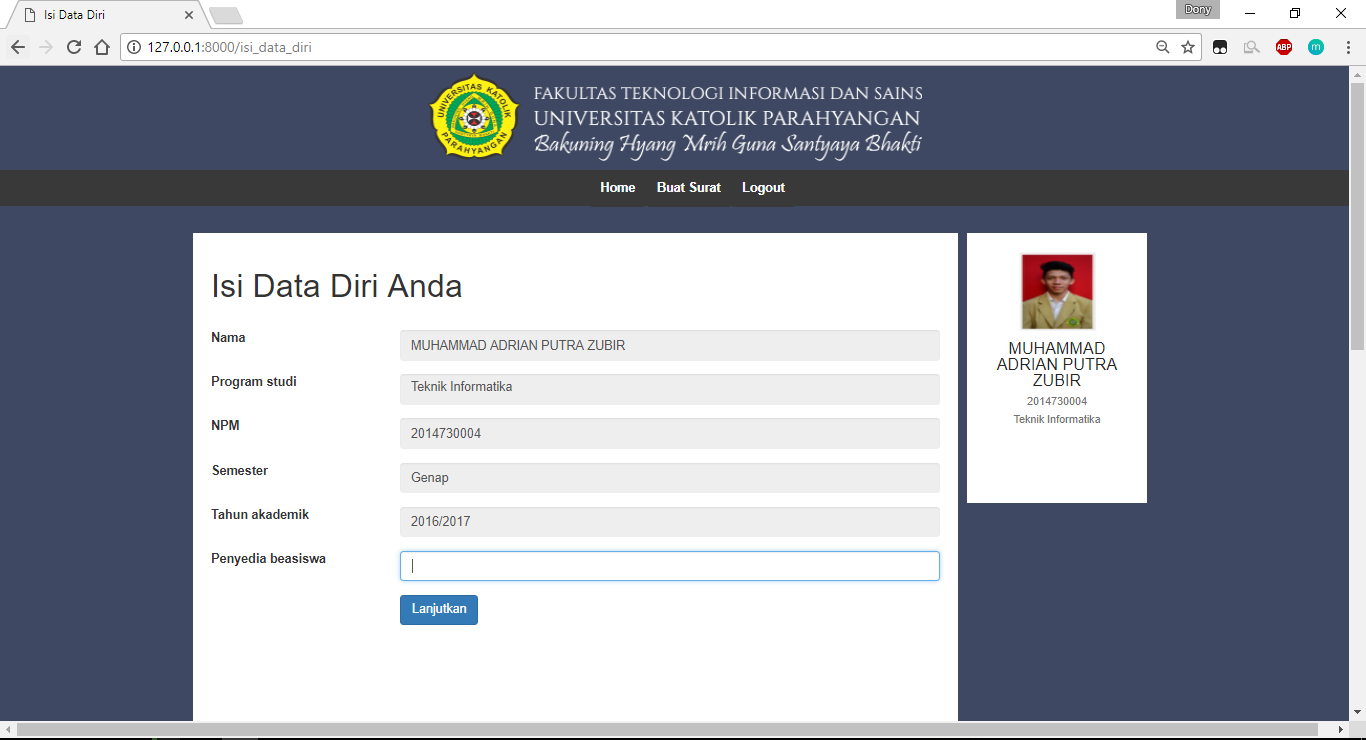 Isi Data Diri
Dony
127.0.0.1:8000/isi_data_diri
ABP
m
UNIVERSITAS KATOLIK
PARAHYANGAN
FAKULTAS TEKNOLOGI INFORMASI DAN SAINS
UNIVERSITAS KATOLIK PARAHYANGAN
Bakuning Hyang Mrih Guna Santyaya Bhakti
Home Buat Surat Logout
Isi Data Diri Anda
Nama
MUHAMMAD ADRIAN PUTRA ZUBIR
Program studi
Teknik Informatika
NPM
2014730004
Semester
Genap
Tahun akademik
2016/2017
Penyedia beasiswa
Lanjutkan
MUHAMMAD
ADRIAN PUTRA
ZUBIR
2014730004
Teknik Informatika